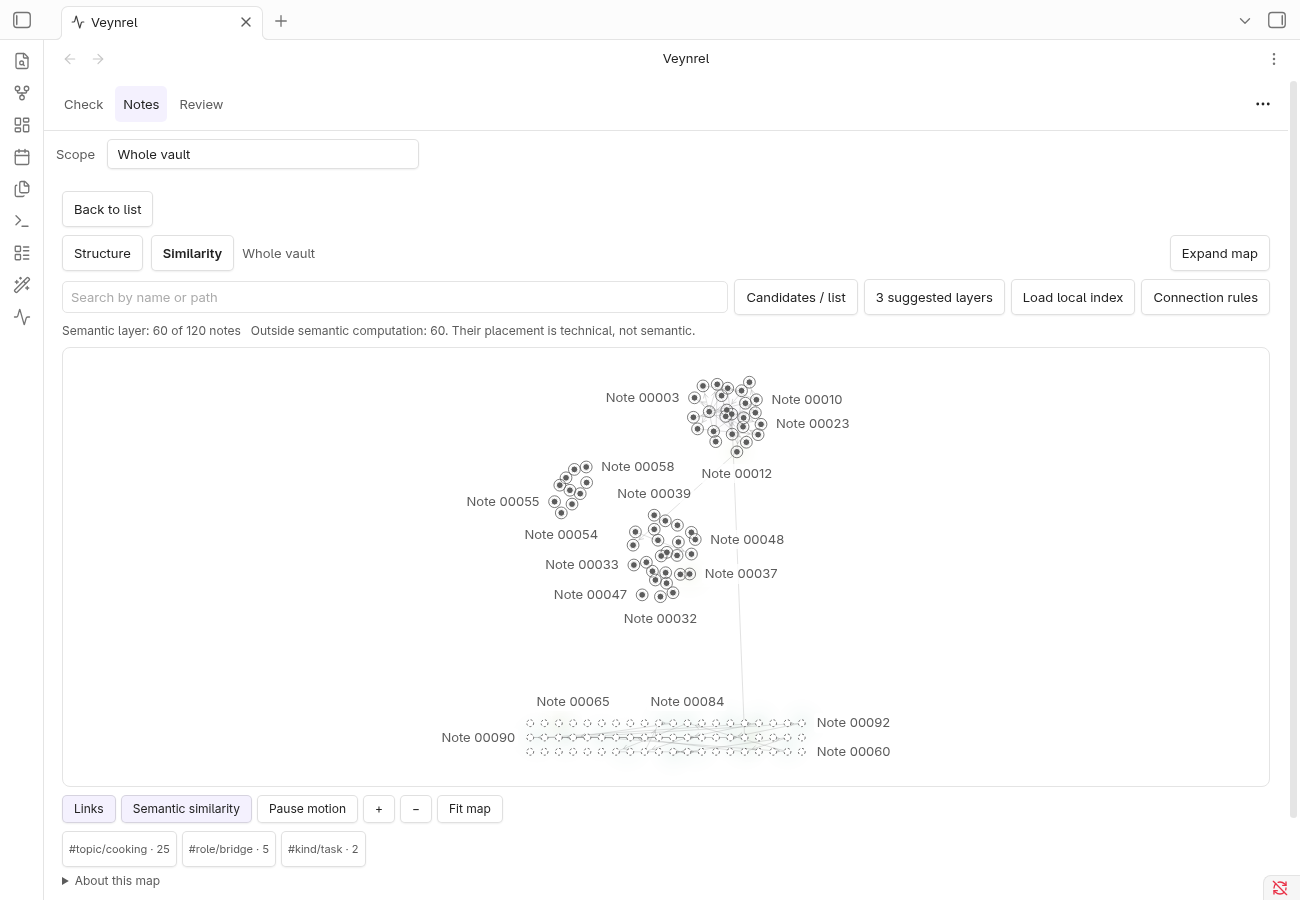 Veynrel
Veynrel
Check Notes Review
Scope Whole vault
Back to list
Structure Similarity Whole vault Expand map
Search by name or path Candidates / list 3 suggested layers Load local index Connection rules
Semantic layer: 60 of 120 notes Outside semantic computation: 60. Their placement is technical, not semantic.
Note 00003 Note 00010
Note 00023
Note 00058 Note 00012
Note 00039
Note 00055
Note 00054 Note 00048
Note 00033 Note 00037
Note 00047
Note 00032
Note 00065 Note 00084
Note 00092
Note 00090
Note 00060
Links Semantic similarity Pause motion + − Fit map
#topic/cooking · 25 #role/bridge · 5 #kind/task · 2
About this map